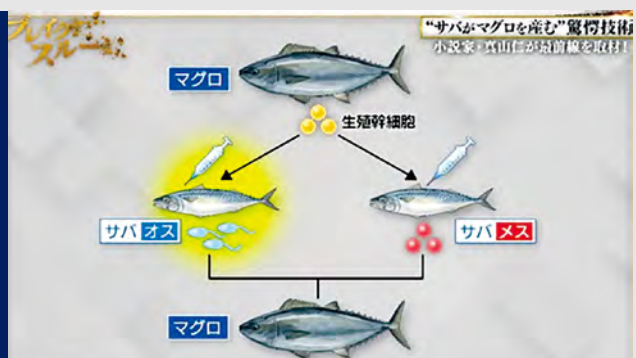 ブレイクスルー
“サバがマグロを産む”驚愕技術
小説家・真山仁が最前線を取材!
マグロ
生殖幹細胞
サバ オス
サバ メス
マグロ